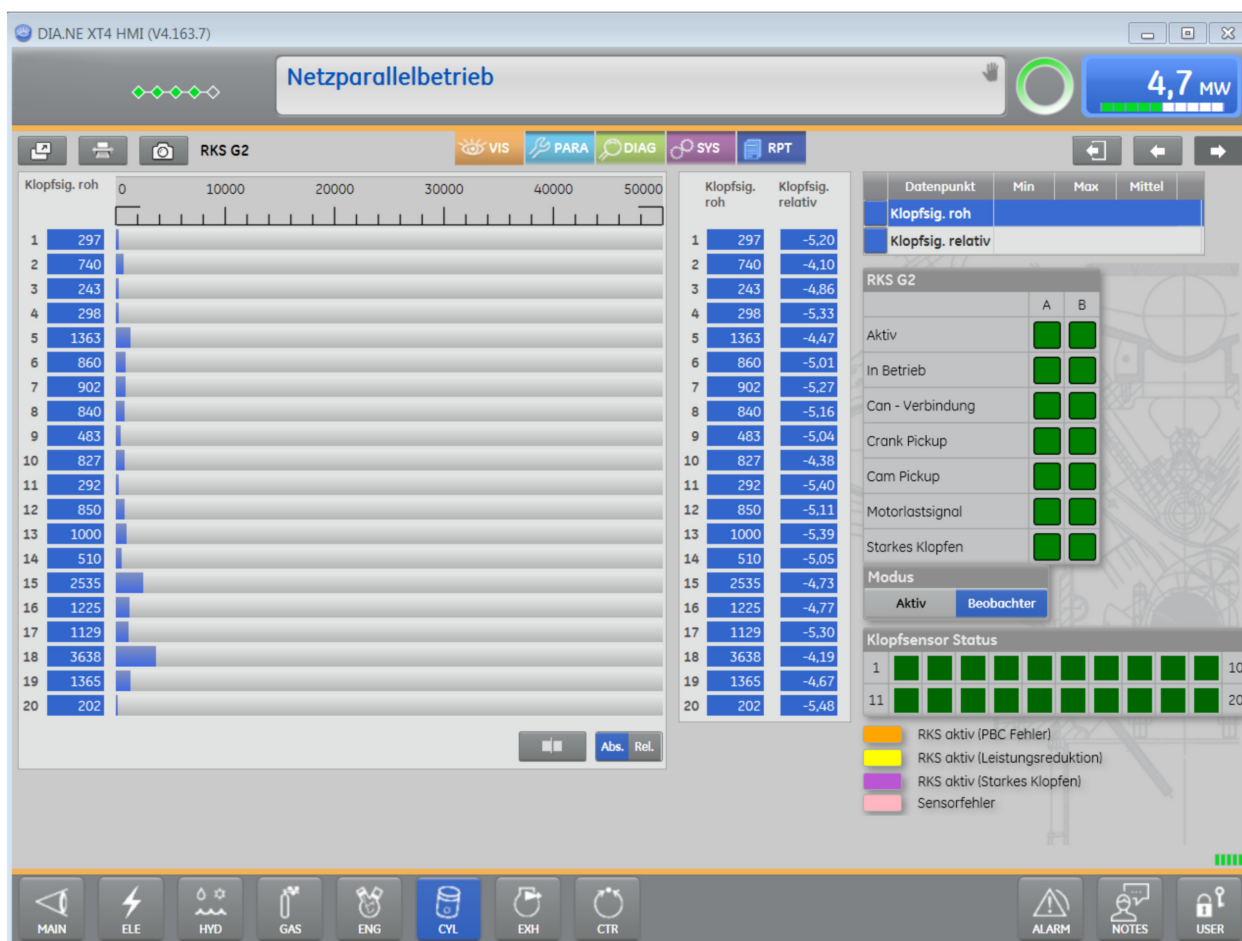 DIA.NE XT4 HMI (V4.163.7)
Netzparallelbetrieb
4,7 MW
RKS G2
VIS PARA DIAG SYS RPT
Klopfsig. roh
0 10000 20000 30000 40000 50000
1 297
2 740
3 243
4 298
5 1363
6 860
7 902
8 840
9 483
10 827
11 292
12 850
13 1000
14 510
15 2535
16 1225
17 1129
18 3638
19 1365
20 202
Abs. Rel.
Klopfsig. roh Klopfsig. relativ
1 297 -5,20
2 740 -4,10
3 243 -4,86
4 298 -5,33
5 1363 -4,47
6 860 -5,01
7 902 -5,27
8 840 -5,16
9 483 -5,04
10 827 -4,38
11 292 -5,40
12 850 -5,11
13 1000 -5,39
14 510 -5,05
15 2535 -4,73
16 1225 -4,77
17 1129 -5,30
18 3638 -4,19
19 1365 -4,67
20 202 -5,48
Datenpunkt Min Max Mittel
Klopfsig. roh
Klopfsig. relativ
RKS G2
A B
Aktiv
In Betrieb
Can - Verbindung
Crank Pickup
Cam Pickup
Motorlastsignal
Starkes Klopfen
Modus
Aktiv Beobachter
Klopfsensor Status
1 10
11 20
RKS aktiv (PBC Fehler)
RKS aktiv (Leistungsreduktion)
RKS aktiv (Starkes Klopfen)
Sensorfehler
MAIN ELE HYD GAS ENG CYL EXH CTR ALARM NOTES USER